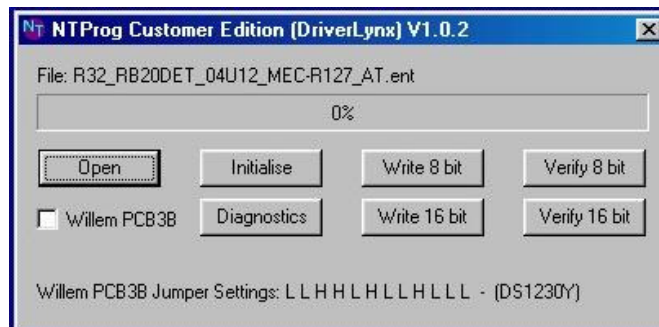 NT NTProg Customer Edition (DriverLynx) V1.0.2
File: R32_RB20DET_04U12_MEC-R127_AT.ent
0%
Open Initialise Write 8 bit Verify 8 bit
Willem PCB3B Diagnostics Write 16 bit Verify 16 bit
Willem PCB3B Jumper Settings: L L H H L H L L H L L L - (DS1230Y)